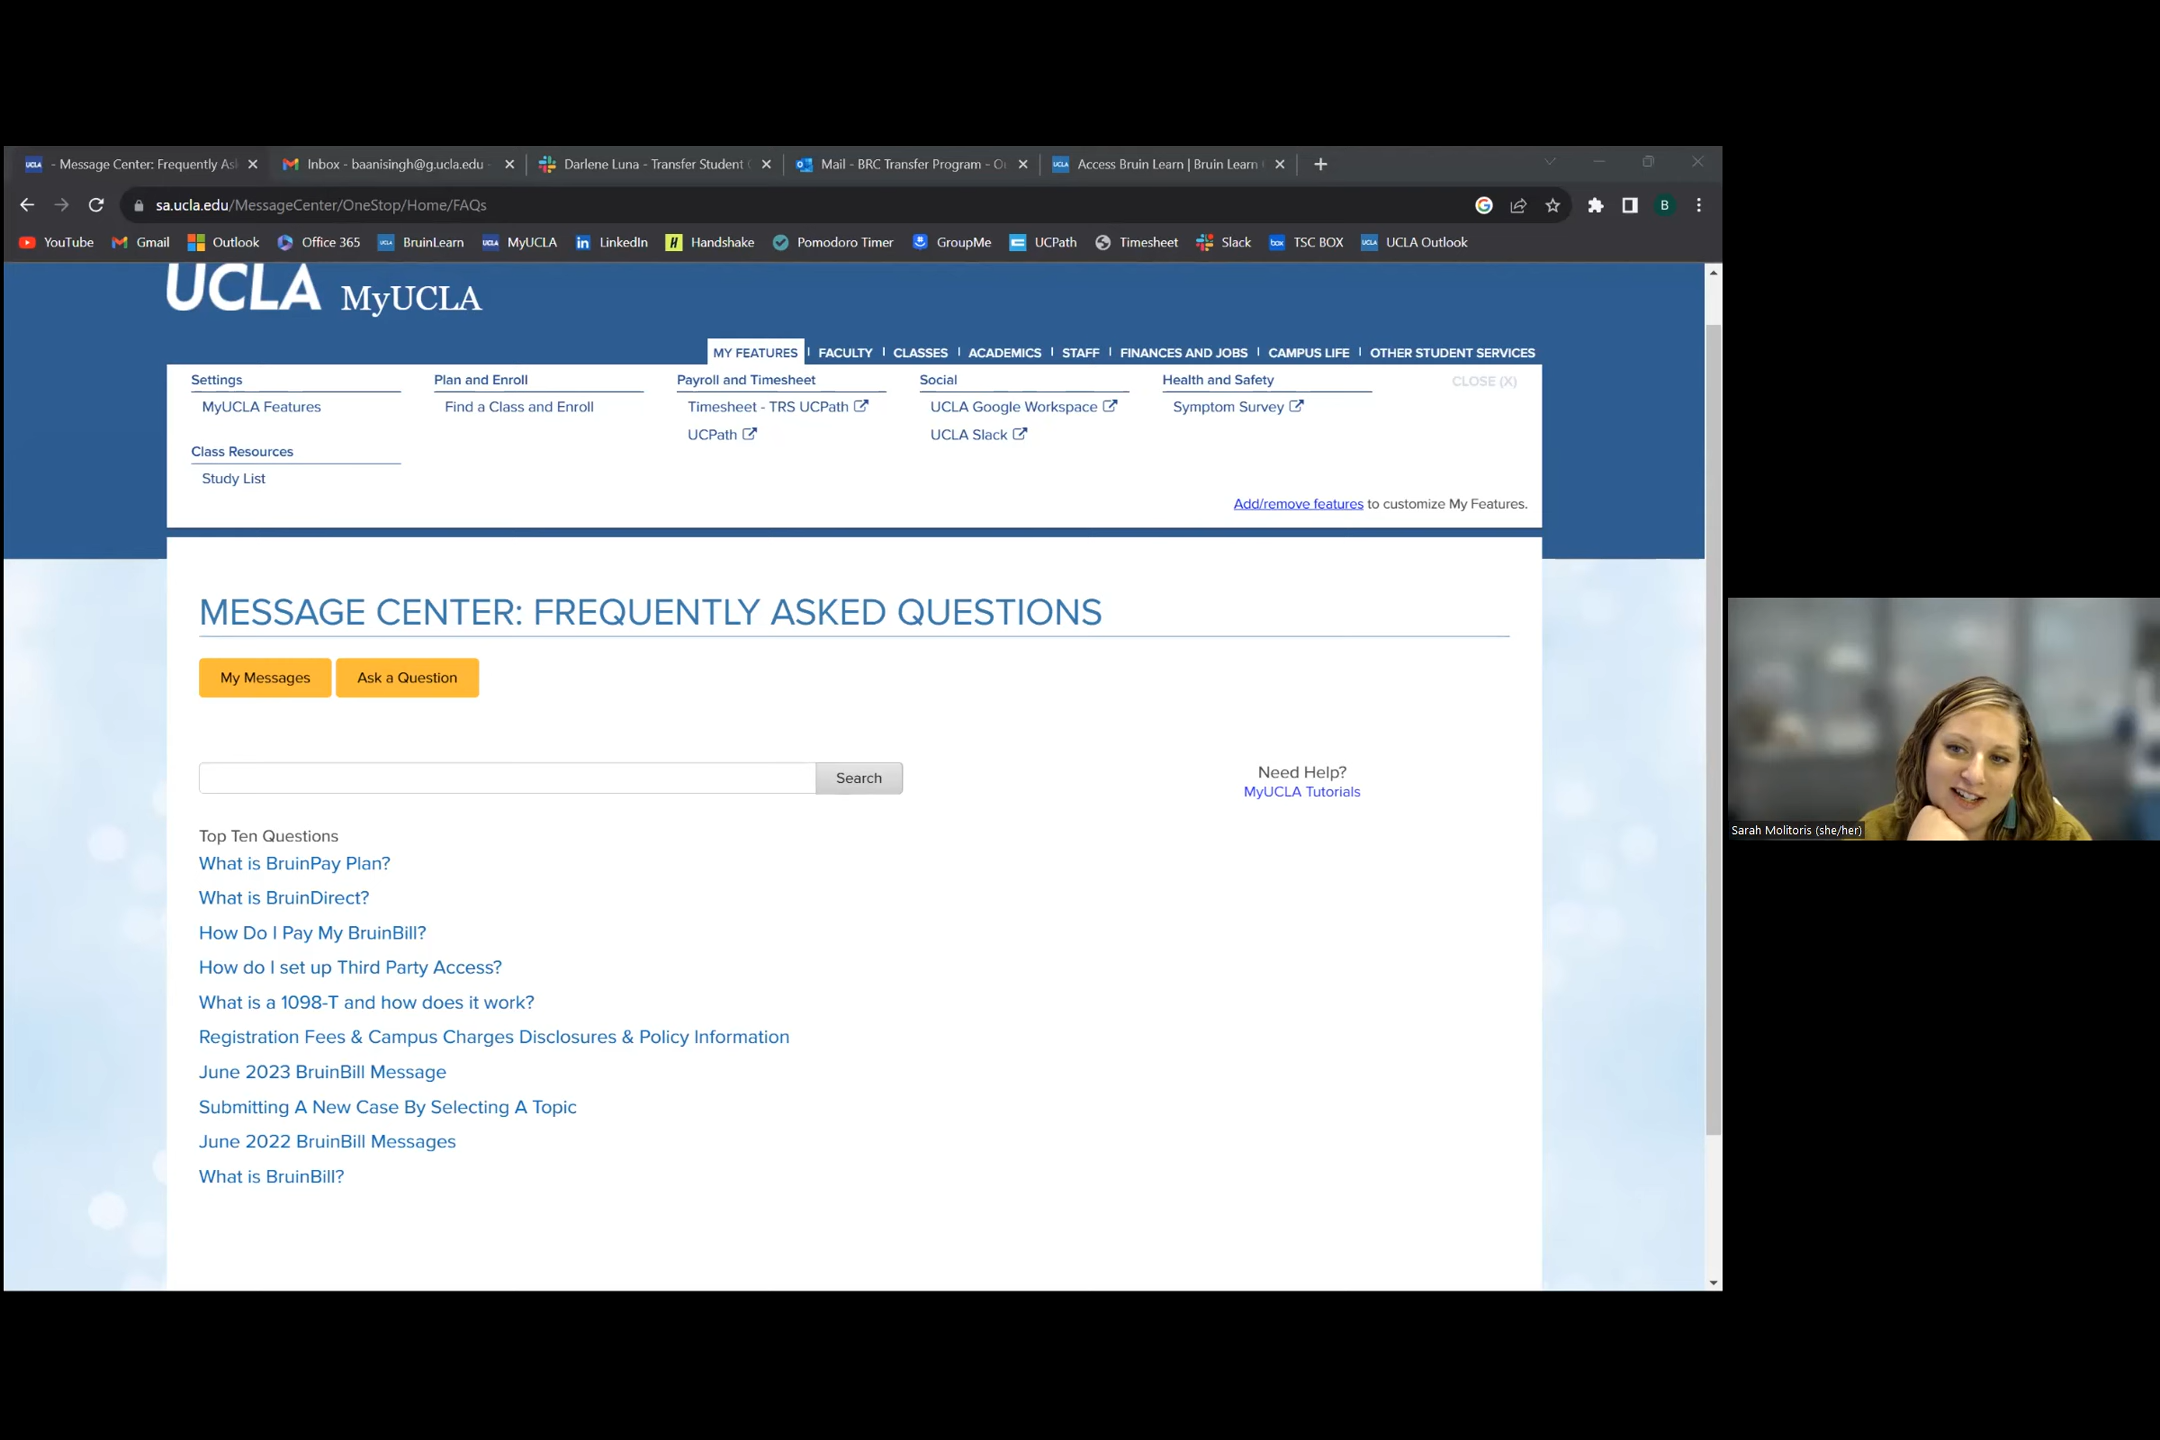 - Message Center: Frequently As
Inbox - baanisingh@g.ucla.edu -
Darlene Luna - Transfer Student
Mail - BRC Transfer Program - O
Access Bruin Learn | Bruin Learn
sa.ucla.edu/MessageCenter/OneStop/Home/FAQs
B
YouTube
Gmail
Outlook
Office 365
BruinLearn
MyUCLA
LinkedIn
Handshake
Pomodoro Timer
GroupMe
UCPath
Timesheet
Slack
TSC BOX
UCLA Outlook
UCLA MyUCLA
MY FEATURES | FACULTY | CLASSES | ACADEMICS | STAFF | FINANCES AND JOBS | CAMPUS LIFE | OTHER STUDENT SERVICES
Settings
MyUCLA Features
Class Resources
Study List
Plan and Enroll
Find a Class and Enroll
Payroll and Timesheet
Timesheet - TRS UCPath
UCPath
Social
UCLA Google Workspace
UCLA Slack
Health and Safety
Symptom Survey
CLOSE (X)
Add/remove features to customize My Features.
MESSAGE CENTER: FREQUENTLY ASKED QUESTIONS
My Messages
Ask a Question
Search
Need Help?
MyUCLA Tutorials
Top Ten Questions
What is BruinPay Plan?
What is BruinDirect?
How Do I Pay My BruinBill?
How do I set up Third Party Access?
What is a 1098-T and how does it work?
Registration Fees & Campus Charges Disclosures & Policy Information
June 2023 BruinBill Message
Submitting A New Case By Selecting A Topic
June 2022 BruinBill Messages
What is BruinBill?
Sarah Molitoris (she/her)